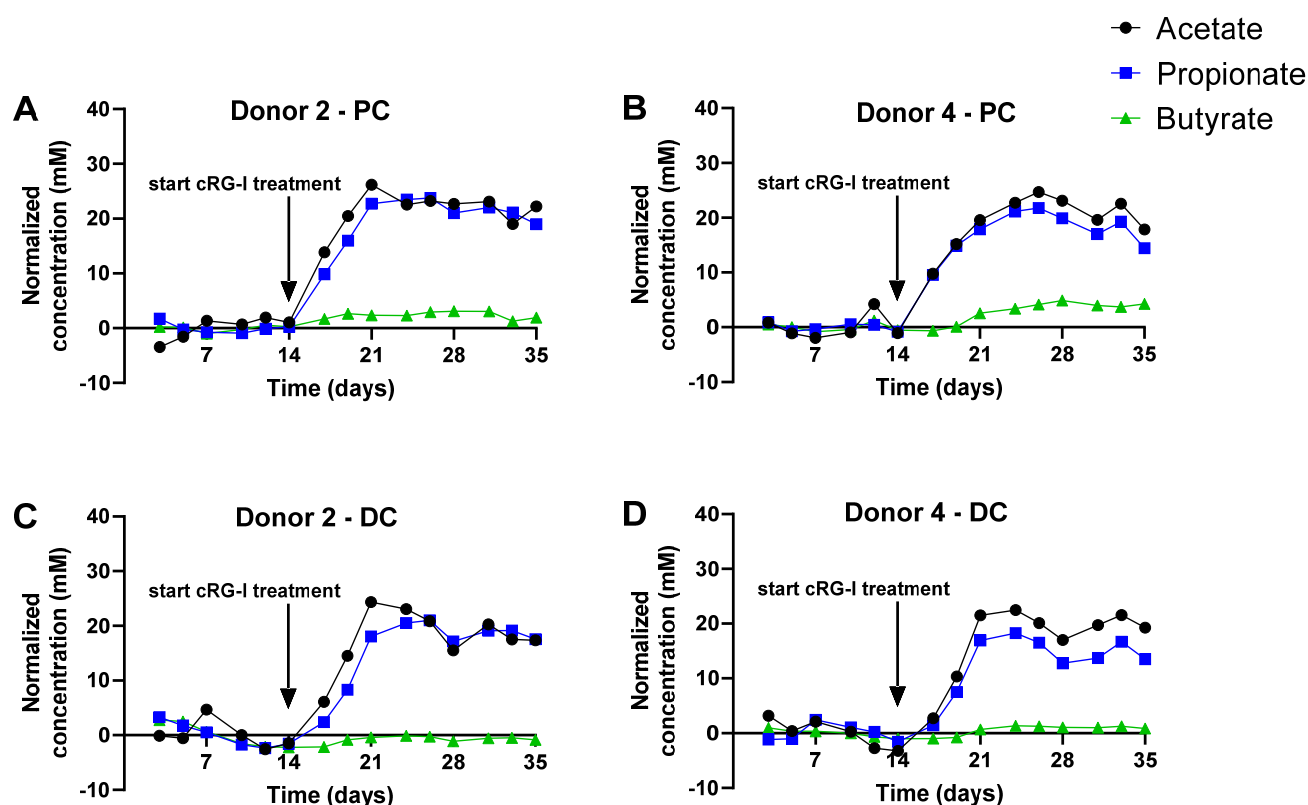 Acetate
Propionate
Butyrate
A
Donor 2 - PC
40
30
20
10
0
-10
Normalized
concentration (mM)
start cRG-I treatment
7
14
21
28
35
Time (days)
B
Donor 4 - PC
40
30
20
10
0
-10
Normalized
concentration (mM)
start cRG-I treatment
7
14
21
28
35
Time (days)
C
Donor 2 - DC
40
30
20
10
0
-10
Normalized
concentration (mM)
start cRG-I treatment
7
14
21
28
35
Time (days)
D
Donor 4 - DC
40
30
20
10
0
-10
Normalized
concentration (mM)
start cRG-I treatment
7
14
21
28
35
Time (days)